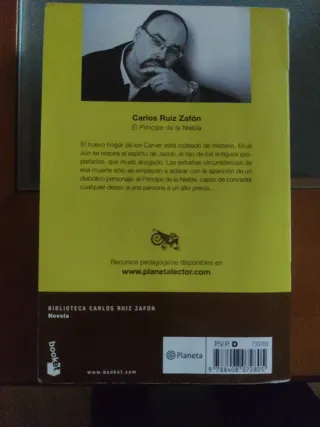 Carlos Ruiz Zafón
El Príncipe de la Niebla
El nuevo hogar de los Carver está rodeado de misterio. En él
aún se respira el espíritu de Jacob, el hijo de los antiguos pro-
pietarios, que murió ahogado. Las extrañas circunstancias de
esa muerte sólo se empiezan a aclarar con la aparición de un
diabólico personaje: el Príncipe de la Niebla, capaz de conceder
cualquier deseo a una persona a un alto precio.
Recursos pedagógicos disponibles en
www.planetalector.com
BIBLIOTECA CARLOS RUIZ ZAFÓN
Novela
booket
www.booket.com
Planeta
P.V.P. D
9 788408 072805